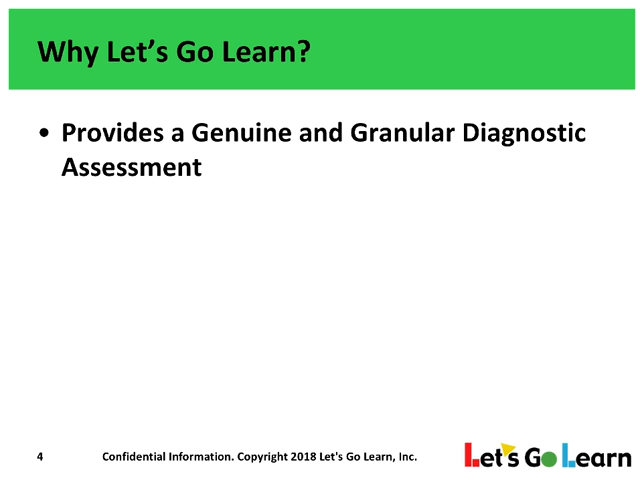 Why Let’s Go Learn?
• Provides a Genuine and Granular Diagnostic
Assessment
4 Confidential Information. Copyright 2018 Let's Go Learn, Inc.
Let's Go Learn